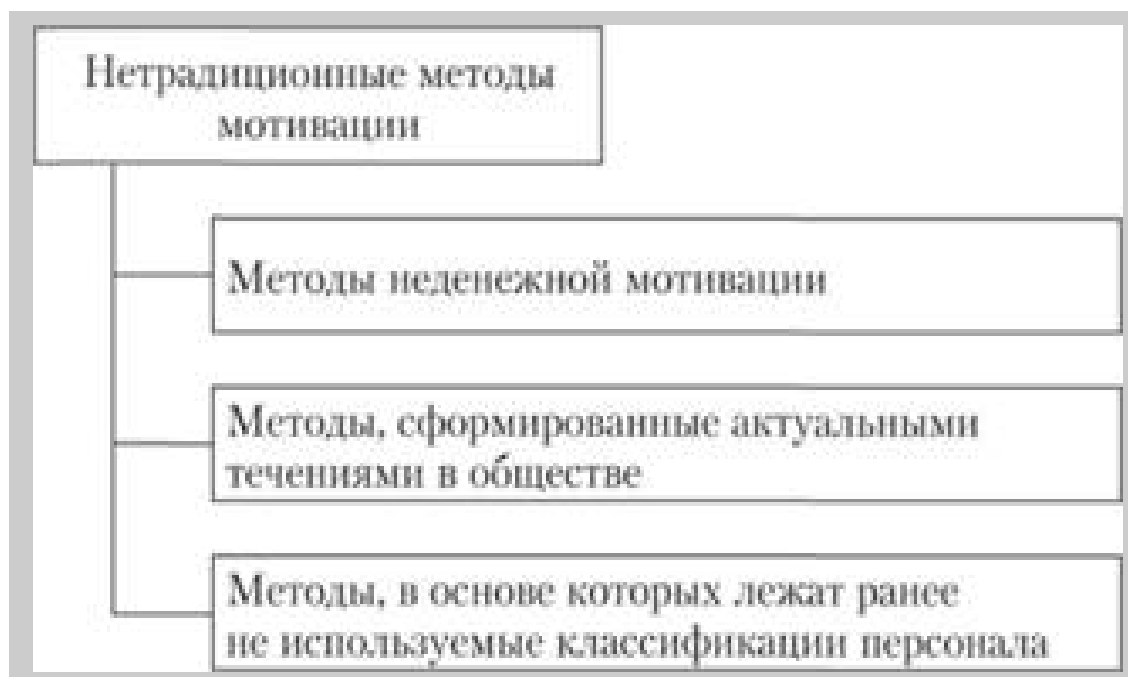 Нетрадиционные методы
мотивации
Методы неденежной мотивации
Методы, сформированные актуальными
течениями в обществе
Методы, в основе которых лежат ранее
не используемые классификации персонала